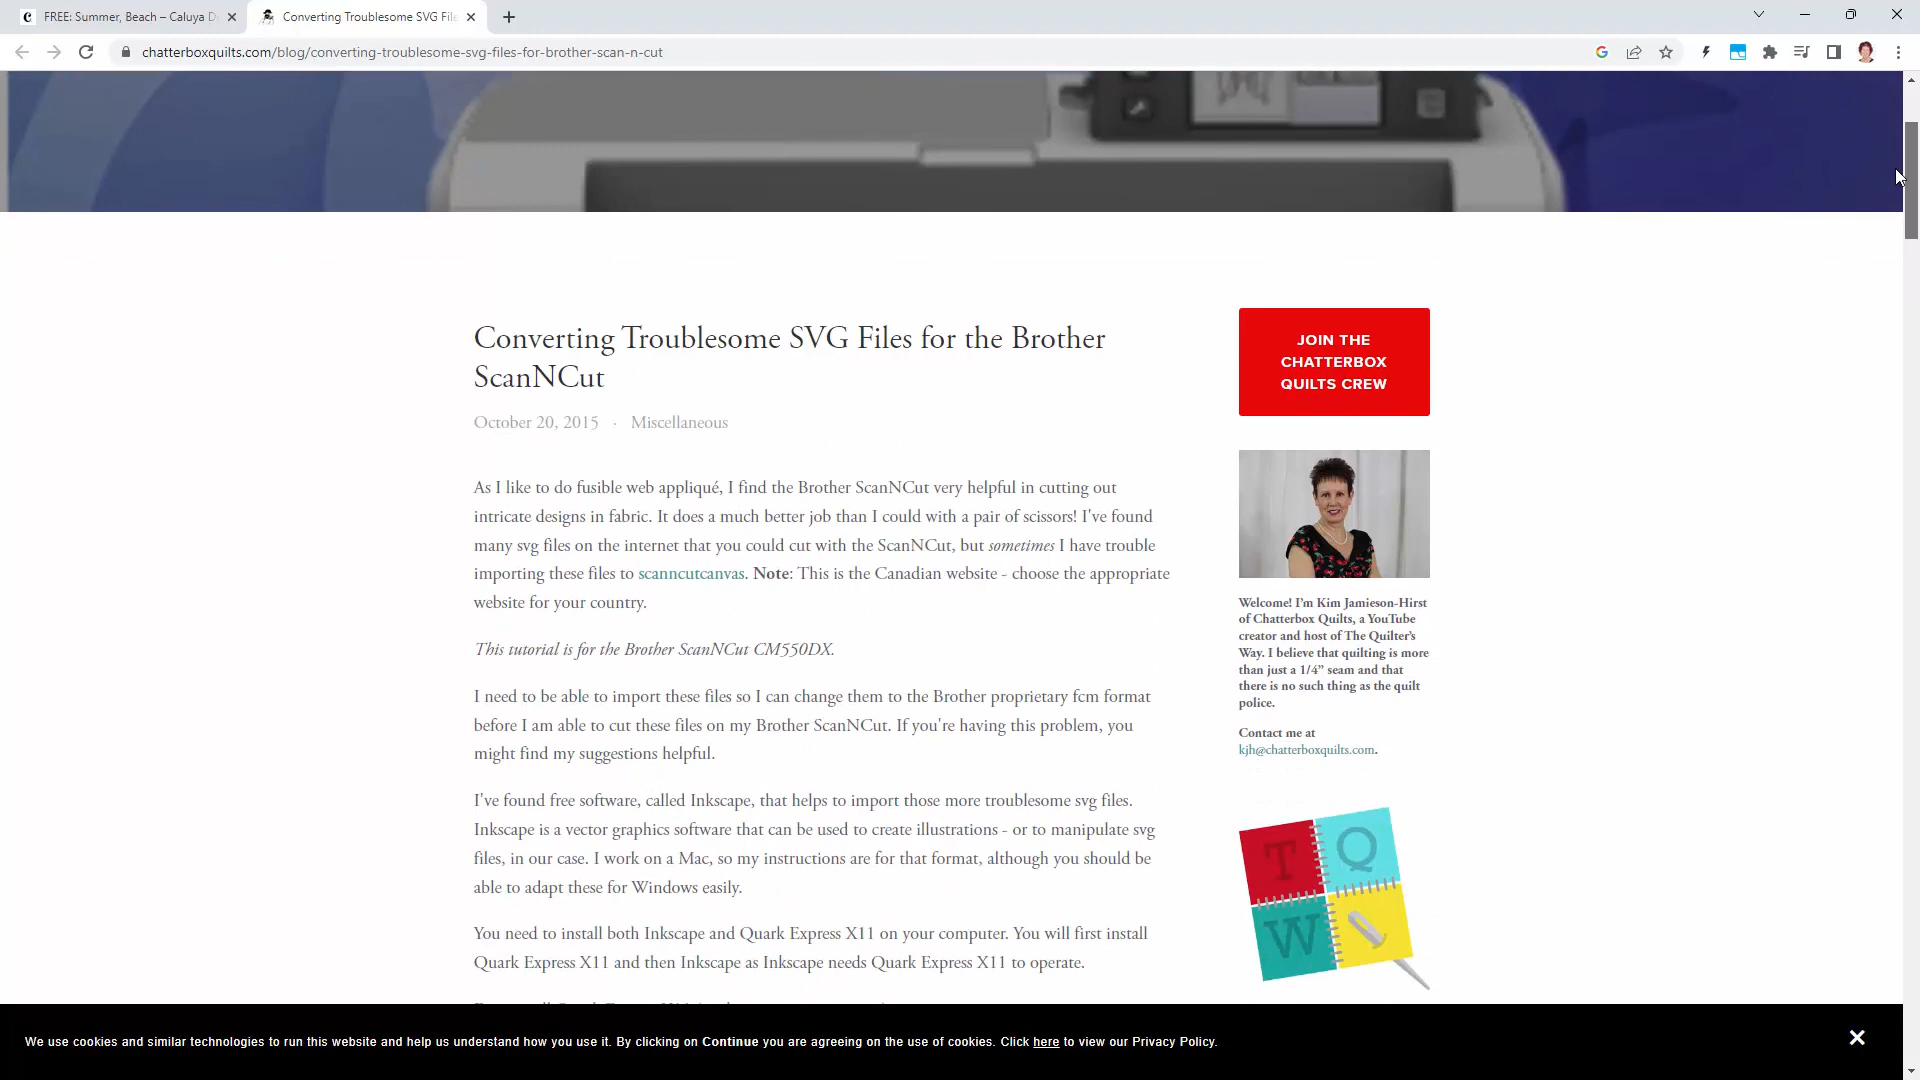 FREE: Summer, Beach – Caluya D
Converting Troublesome SVG File
chatterboxquilts.com/blog/converting-troublesome-svg-files-for-brother-scan-n-cut
Converting Troublesome SVG Files for the Brother
ScanNCut
October 20, 2015 · Miscellaneous
As I like to do fusible web appliqué, I find the Brother ScanNCut very helpful in cutting out
intricate designs in fabric. It does a much better job than I could with a pair of scissors! I've found
many svg files on the internet that you could cut with the ScanNCut, but sometimes I have trouble
importing these files to scanncutcanvas. Note: This is the Canadian website - choose the appropriate
website for your country.
This tutorial is for the Brother ScanNCut CM550DX.
I need to be able to import these files so I can change them to the Brother proprietary fcm format
before I am able to cut these files on my Brother ScanNCut. If you're having this problem, you
might find my suggestions helpful.
I've found free software, called Inkscape, that helps to import those more troublesome svg files.
Inkscape is a vector graphics software that can be used to create illustrations - or to manipulate svg
files, in our case. I work on a Mac, so my instructions are for that format, although you should be
able to adapt these for Windows easily.
You need to install both Inkscape and Quark Express X11 on your computer. You will first install
Quark Express X11 and then Inkscape as Inkscape needs Quark Express X11 to operate.
JOIN THE
CHATTERBOX
QUILTS CREW
Welcome! I'm Kim Jamieson-Hirst
of Chatterbox Quilts, a YouTube
creator and host of The Quilter's
Way. I believe that quilting is more
than just a 1/4” seam and that
there is no such thing as the quilt
police.
Contact me at
kjh@chatterboxquilts.com.
T Q
W
We use cookies and similar technologies to run this website and help us understand how you use it. By clicking on Continue you are agreeing on the use of cookies. Click here to view our Privacy Policy.